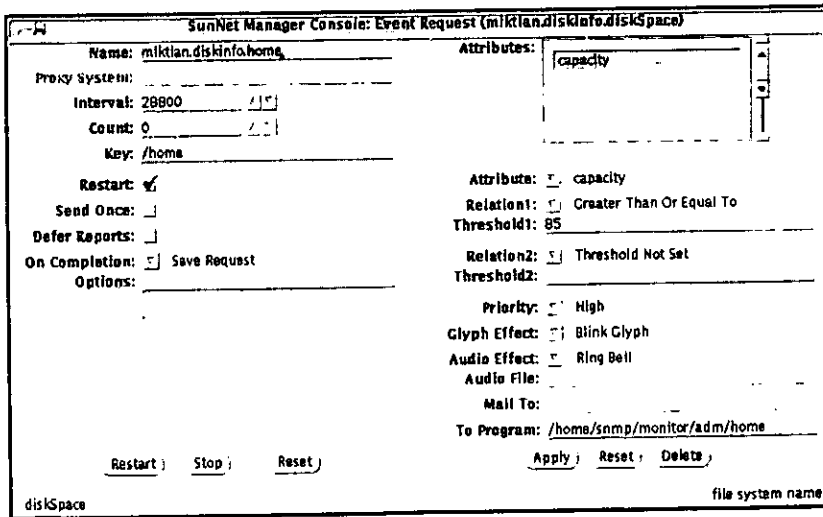 SunNet Manager Console: Event Request (miktlan.diskinfo.diskSpace)
Name: miktlan.diskinfo.home
Proxy System:
Interval: 28800
Count: 0
Key: /home
Restart:
Send Once:
Defer Reports:
On Completion: Save Request
Options:
Restart Stop Reset
diskSpace
Attributes:
capacity
Attribute: capacity
Relation1: Greater Than Or Equal To
Threshold1: 85
Relation2: Threshold Not Set
Threshold2:
Priority: High
Glyph Effect: Blink Glyph
Audio Effect: Ring Bell
Audio File:
Mail To:
To Program: /home/snmp/monitor/adm/home
Apply Reset Delete
file system name